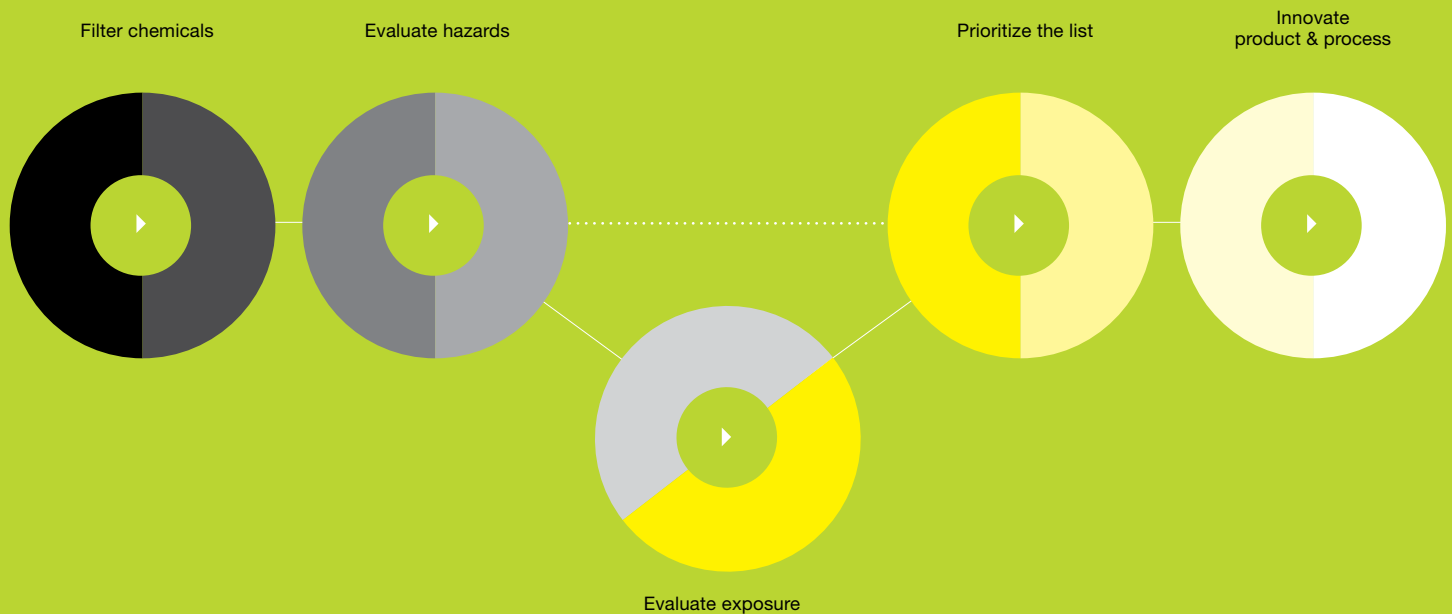 Filter chemicals
Evaluate hazards
Prioritize the list
Innovate
product & process
Evaluate exposure